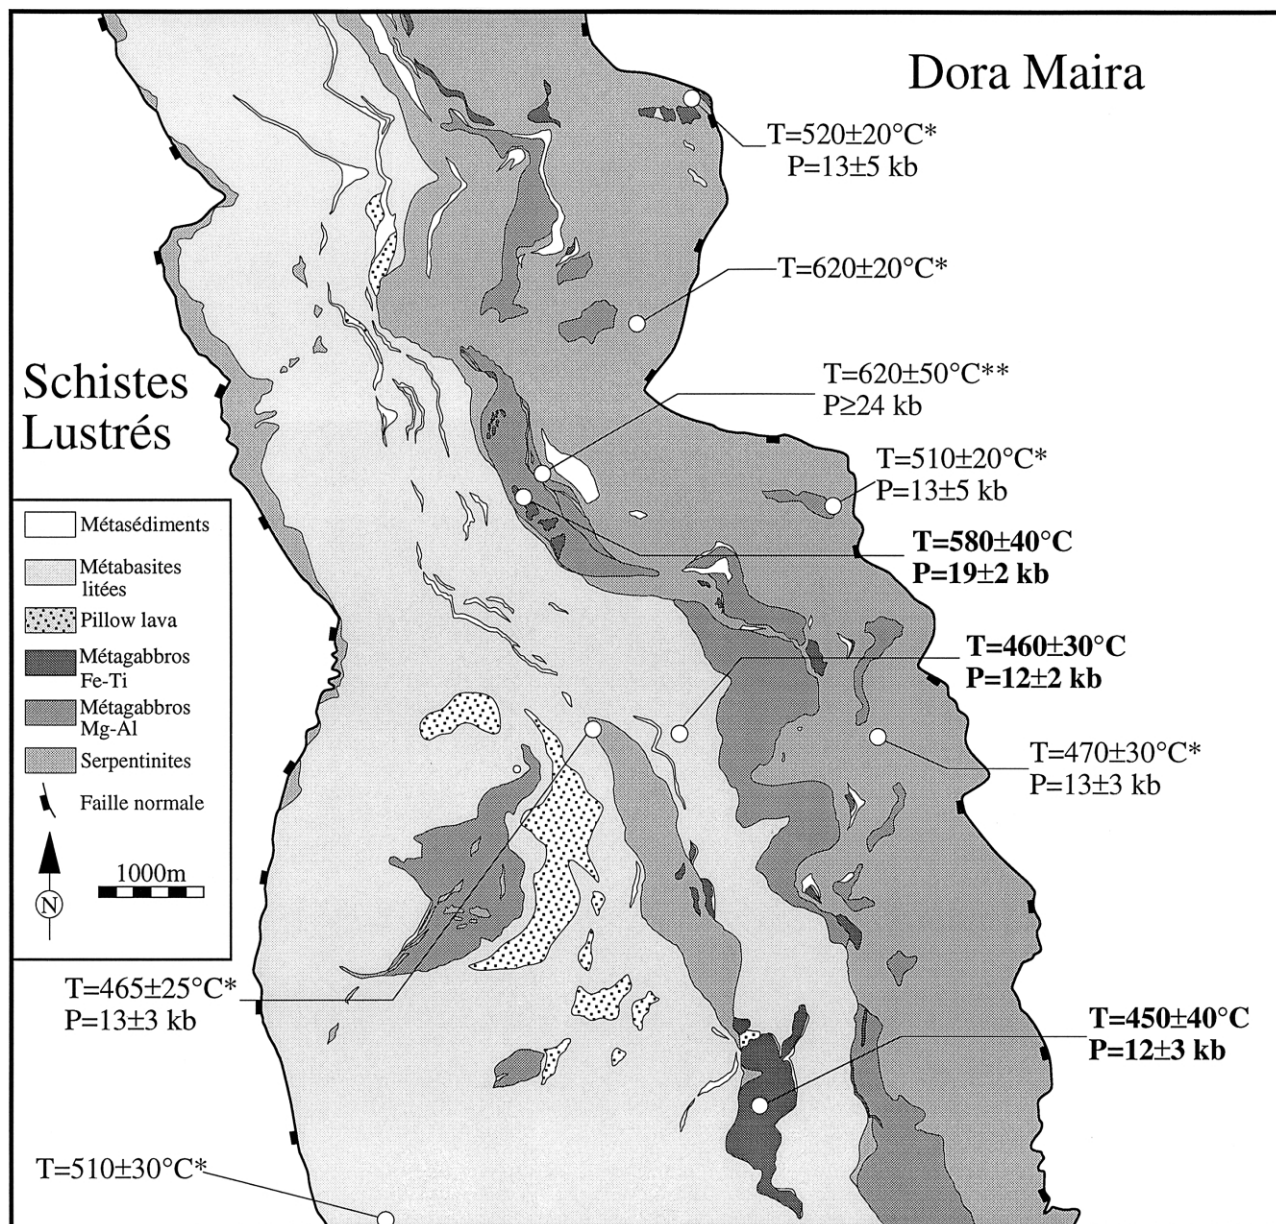 Dora Maira
T=520±20°C*
P=13±5 kb
T=620±20°C*
Schistes
Lustrés
T=620±50°C**
P≥24 kb
T=510±20°C*
P=13±5 kb
T=580±40°C
P=19±2 kb
T=460±30°C
P=12±2 kb
T=470±30°C*
P=13±3 kb
Métasédiments
Métabasites
litées
Pillow lava
Métagabbros
Fe-Ti
Métagabbros
Mg-Al
Serpentinites
Faille normale
1000m
N
T=465±25°C*
P=13±3 kb
T=450±40°C
P=12±3 kb
T=510±30°C*